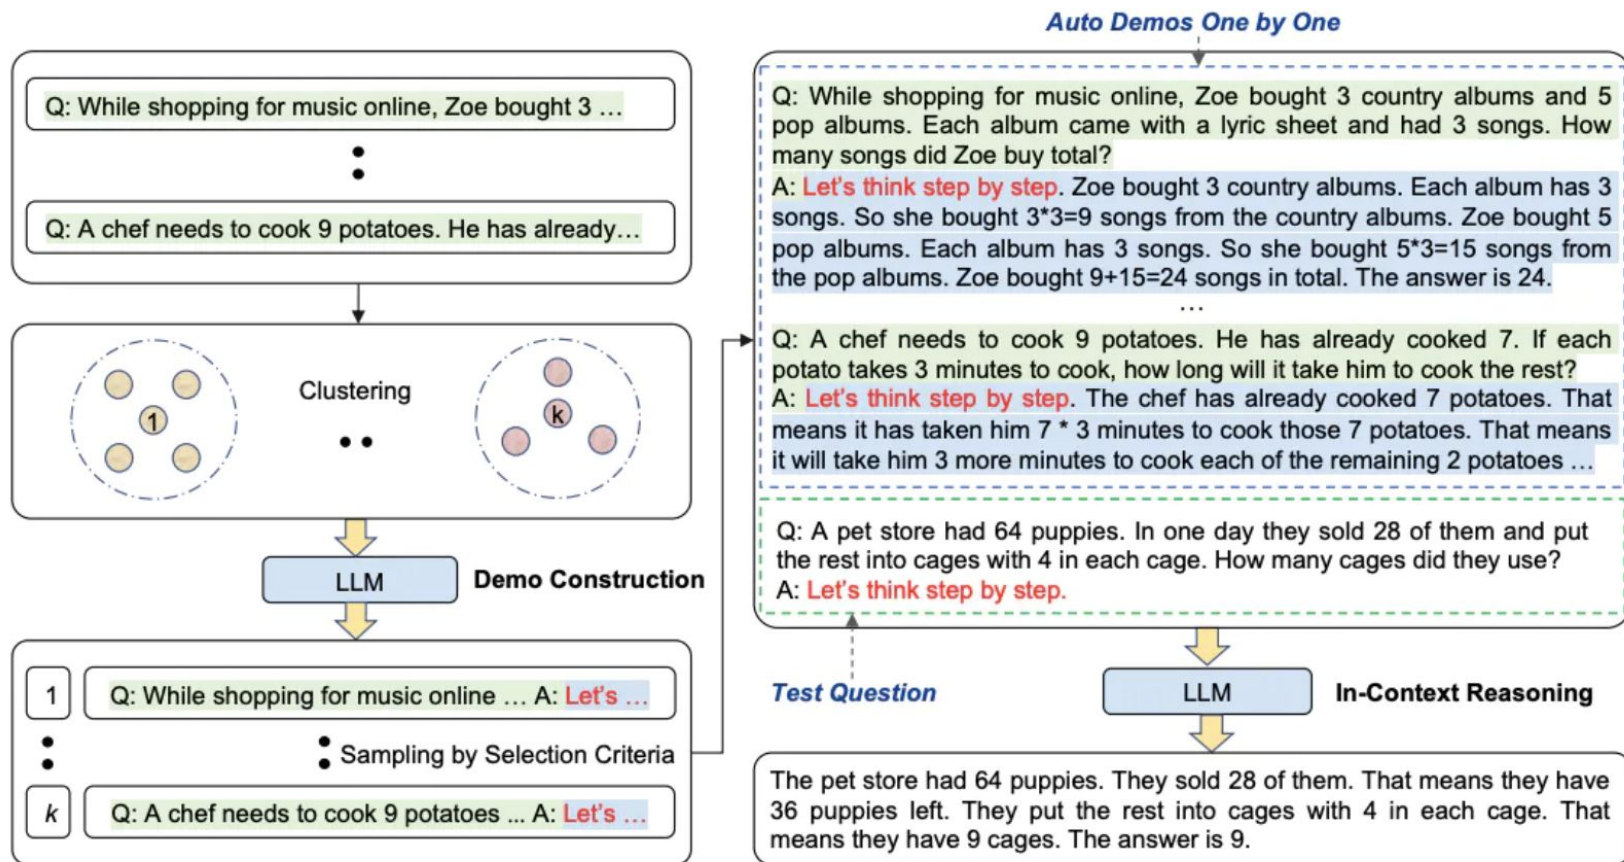 Q: While shopping for music online, Zoe bought 3 …
Q: A chef needs to cook 9 potatoes. He has already…
1
Clustering
k
LLM
Demo Construction
1
Q: While shopping for music online … A: Let's …
Sampling by Selection Criteria
k
Q: A chef needs to cook 9 potatoes ... A: Let's …
Auto Demos One by One
Q: While shopping for music online, Zoe bought 3 country albums and 5
pop albums. Each album came with a lyric sheet and had 3 songs. How
many songs did Zoe buy total?
A: Let's think step by step. Zoe bought 3 country albums. Each album has 3
songs. So she bought 3*3=9 songs from the country albums. Zoe bought 5
pop albums. Each album has 3 songs. So she bought 5*3=15 songs from
the pop albums. Zoe bought 9+15=24 songs in total. The answer is 24.
…
Q: A chef needs to cook 9 potatoes. He has already cooked 7. If each
potato takes 3 minutes to cook, how long will it take him to cook the rest?
A: Let's think step by step. The chef has already cooked 7 potatoes. That
means it has taken him 7 * 3 minutes to cook those 7 potatoes. That means
it will take him 3 more minutes to cook each of the remaining 2 potatoes …
Q: A pet store had 64 puppies. In one day they sold 28 of them and put
the rest into cages with 4 in each cage. How many cages did they use?
A: Let's think step by step.
Test Question
LLM
In-Context Reasoning
The pet store had 64 puppies. They sold 28 of them. That means they have
36 puppies left. They put the rest into cages with 4 in each cage. That
means they have 9 cages. The answer is 9.